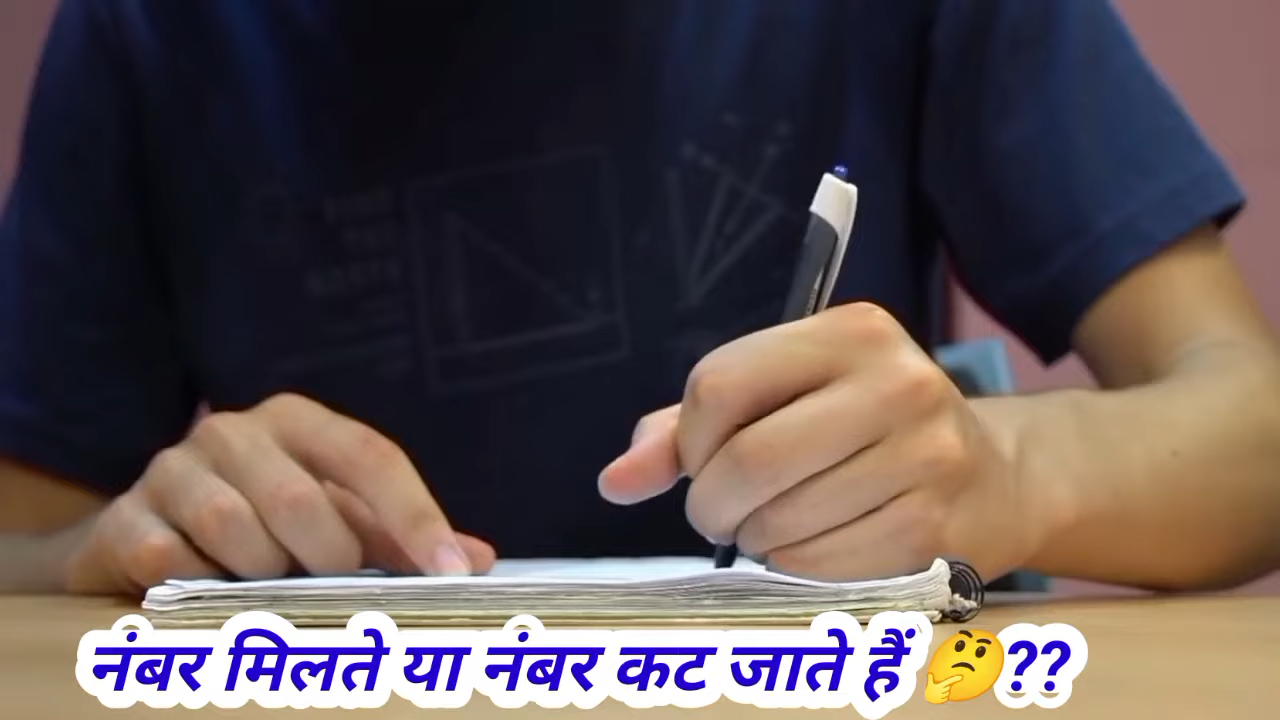 नंबर मिलते या नंबर कट जाते हैं 🤔??